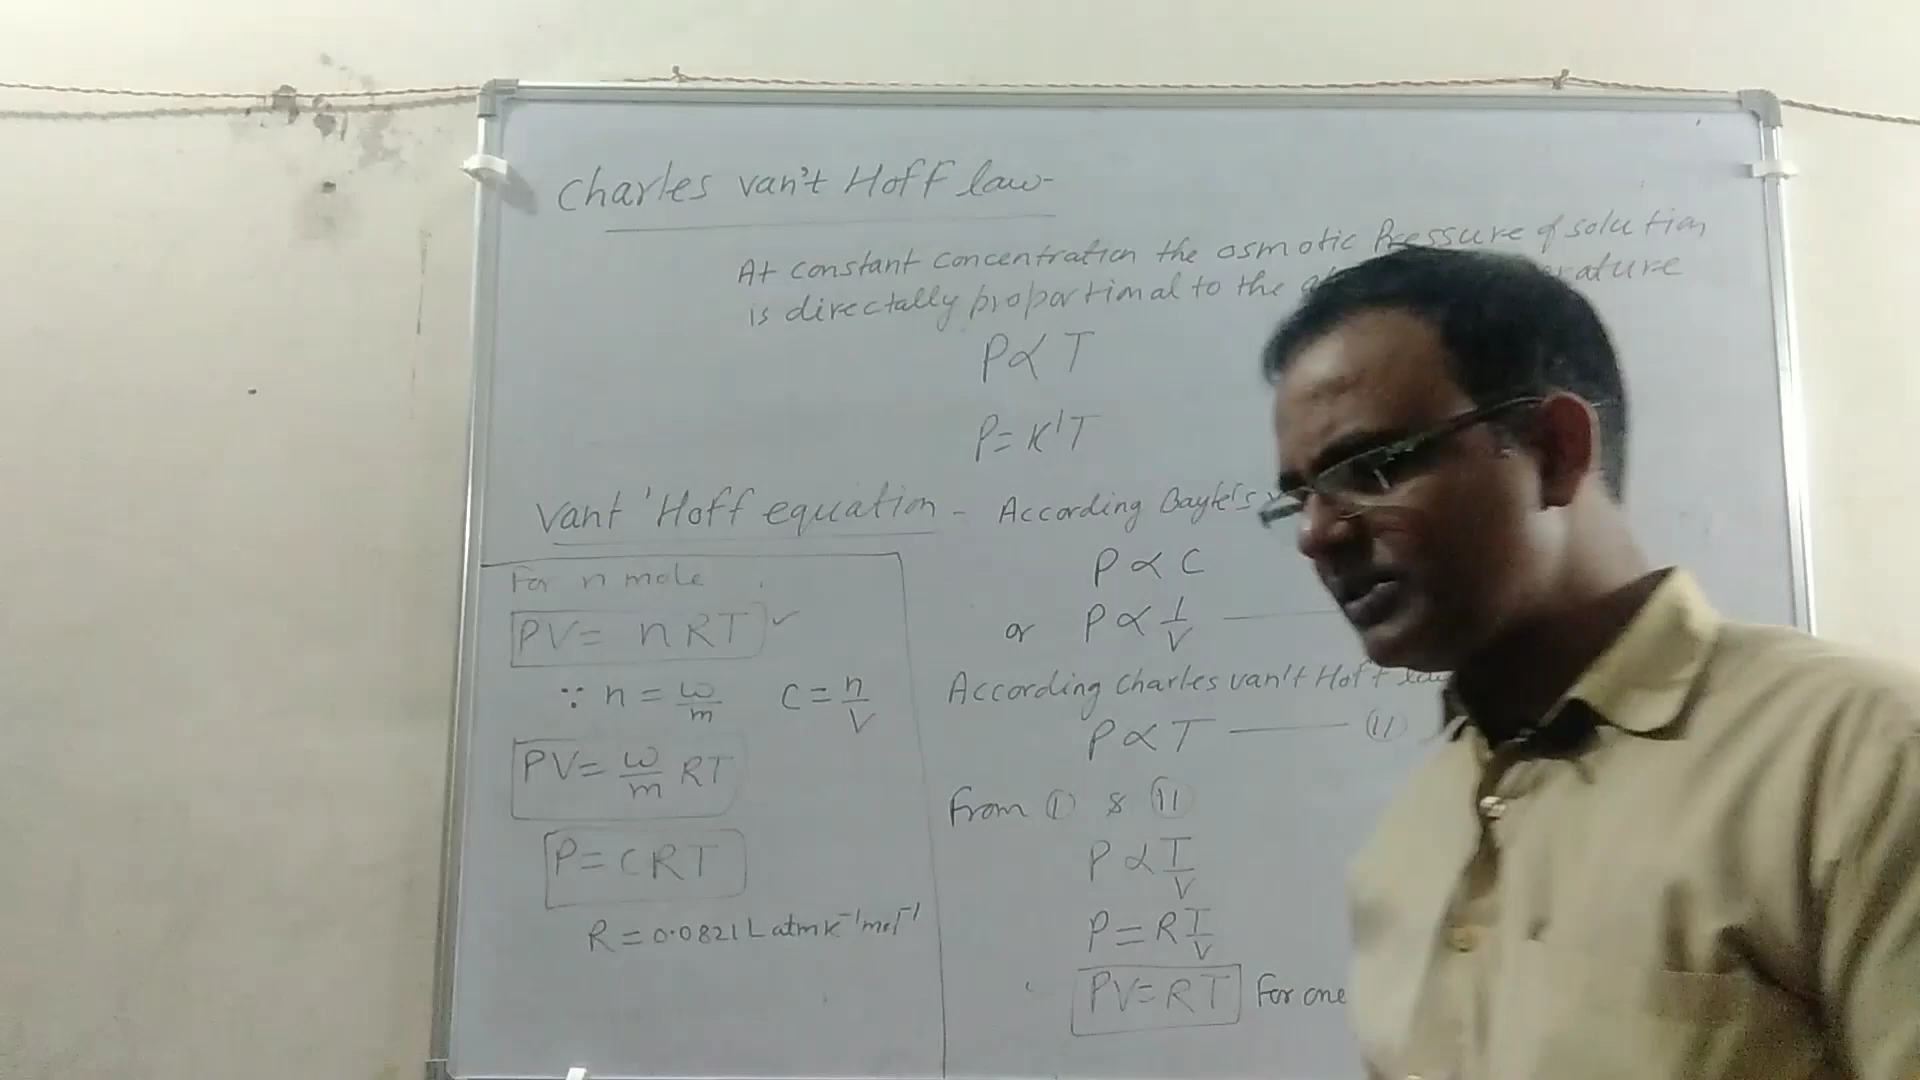 Charles van't Hoff law-
At constant concentration the osmotic Pressure of solution
is directally proportional to the
P ∝ T
P = K'T
Vant 'Hoff equation - According
P ∝ C
or P ∝ 1/V
According Charles van't Hoff law
P ∝ T (II)
From (I) & (II)
P ∝ T/V
P = R T/V
PV = RT For one
For n mole
PV = nRT ✓
∵ n = w/m C = n/V
PV = w/m RT
P = CRT
R = 0.0821 L atm K⁻¹ mol⁻¹